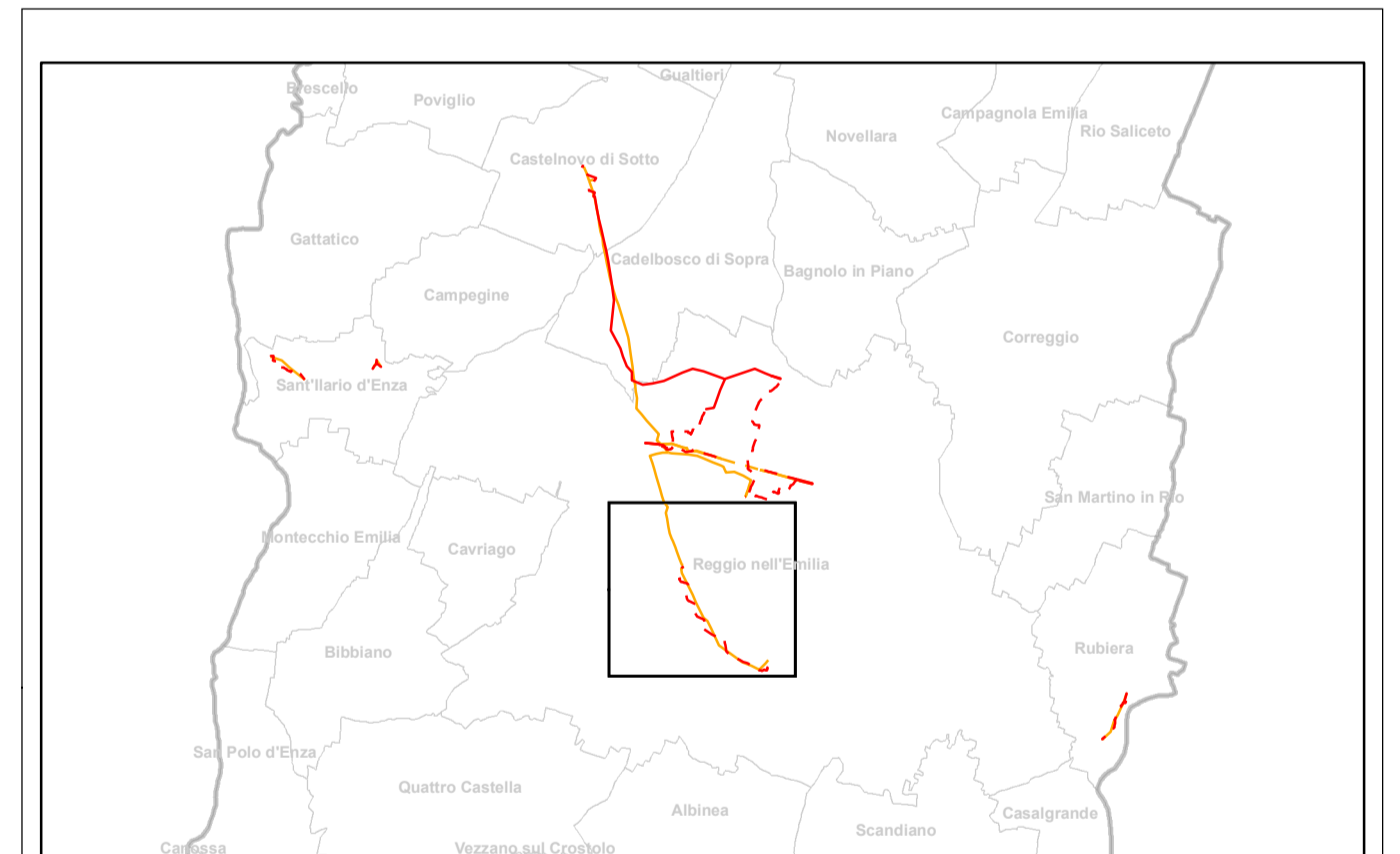 Gualtieri
Brescello
Poviglio
Campagnola Emilia
Rio Saliceto
Novellara
Castelnovo di Sotto
Gattatico
Cadelbosco di Sopra
Bagnolo in Piano
Campegine
Correggio
Sant'Ilario d'Enza
San Martino in Rio
Montecchio Emilia
Cavriago
Reggio nell'Emilia
Bibbiano
Rubiera
San Polo d'Enza
Quattro Castella
Albinea
Casalgrande
Scandiano
Canossa
Vezzano sul Crostolo